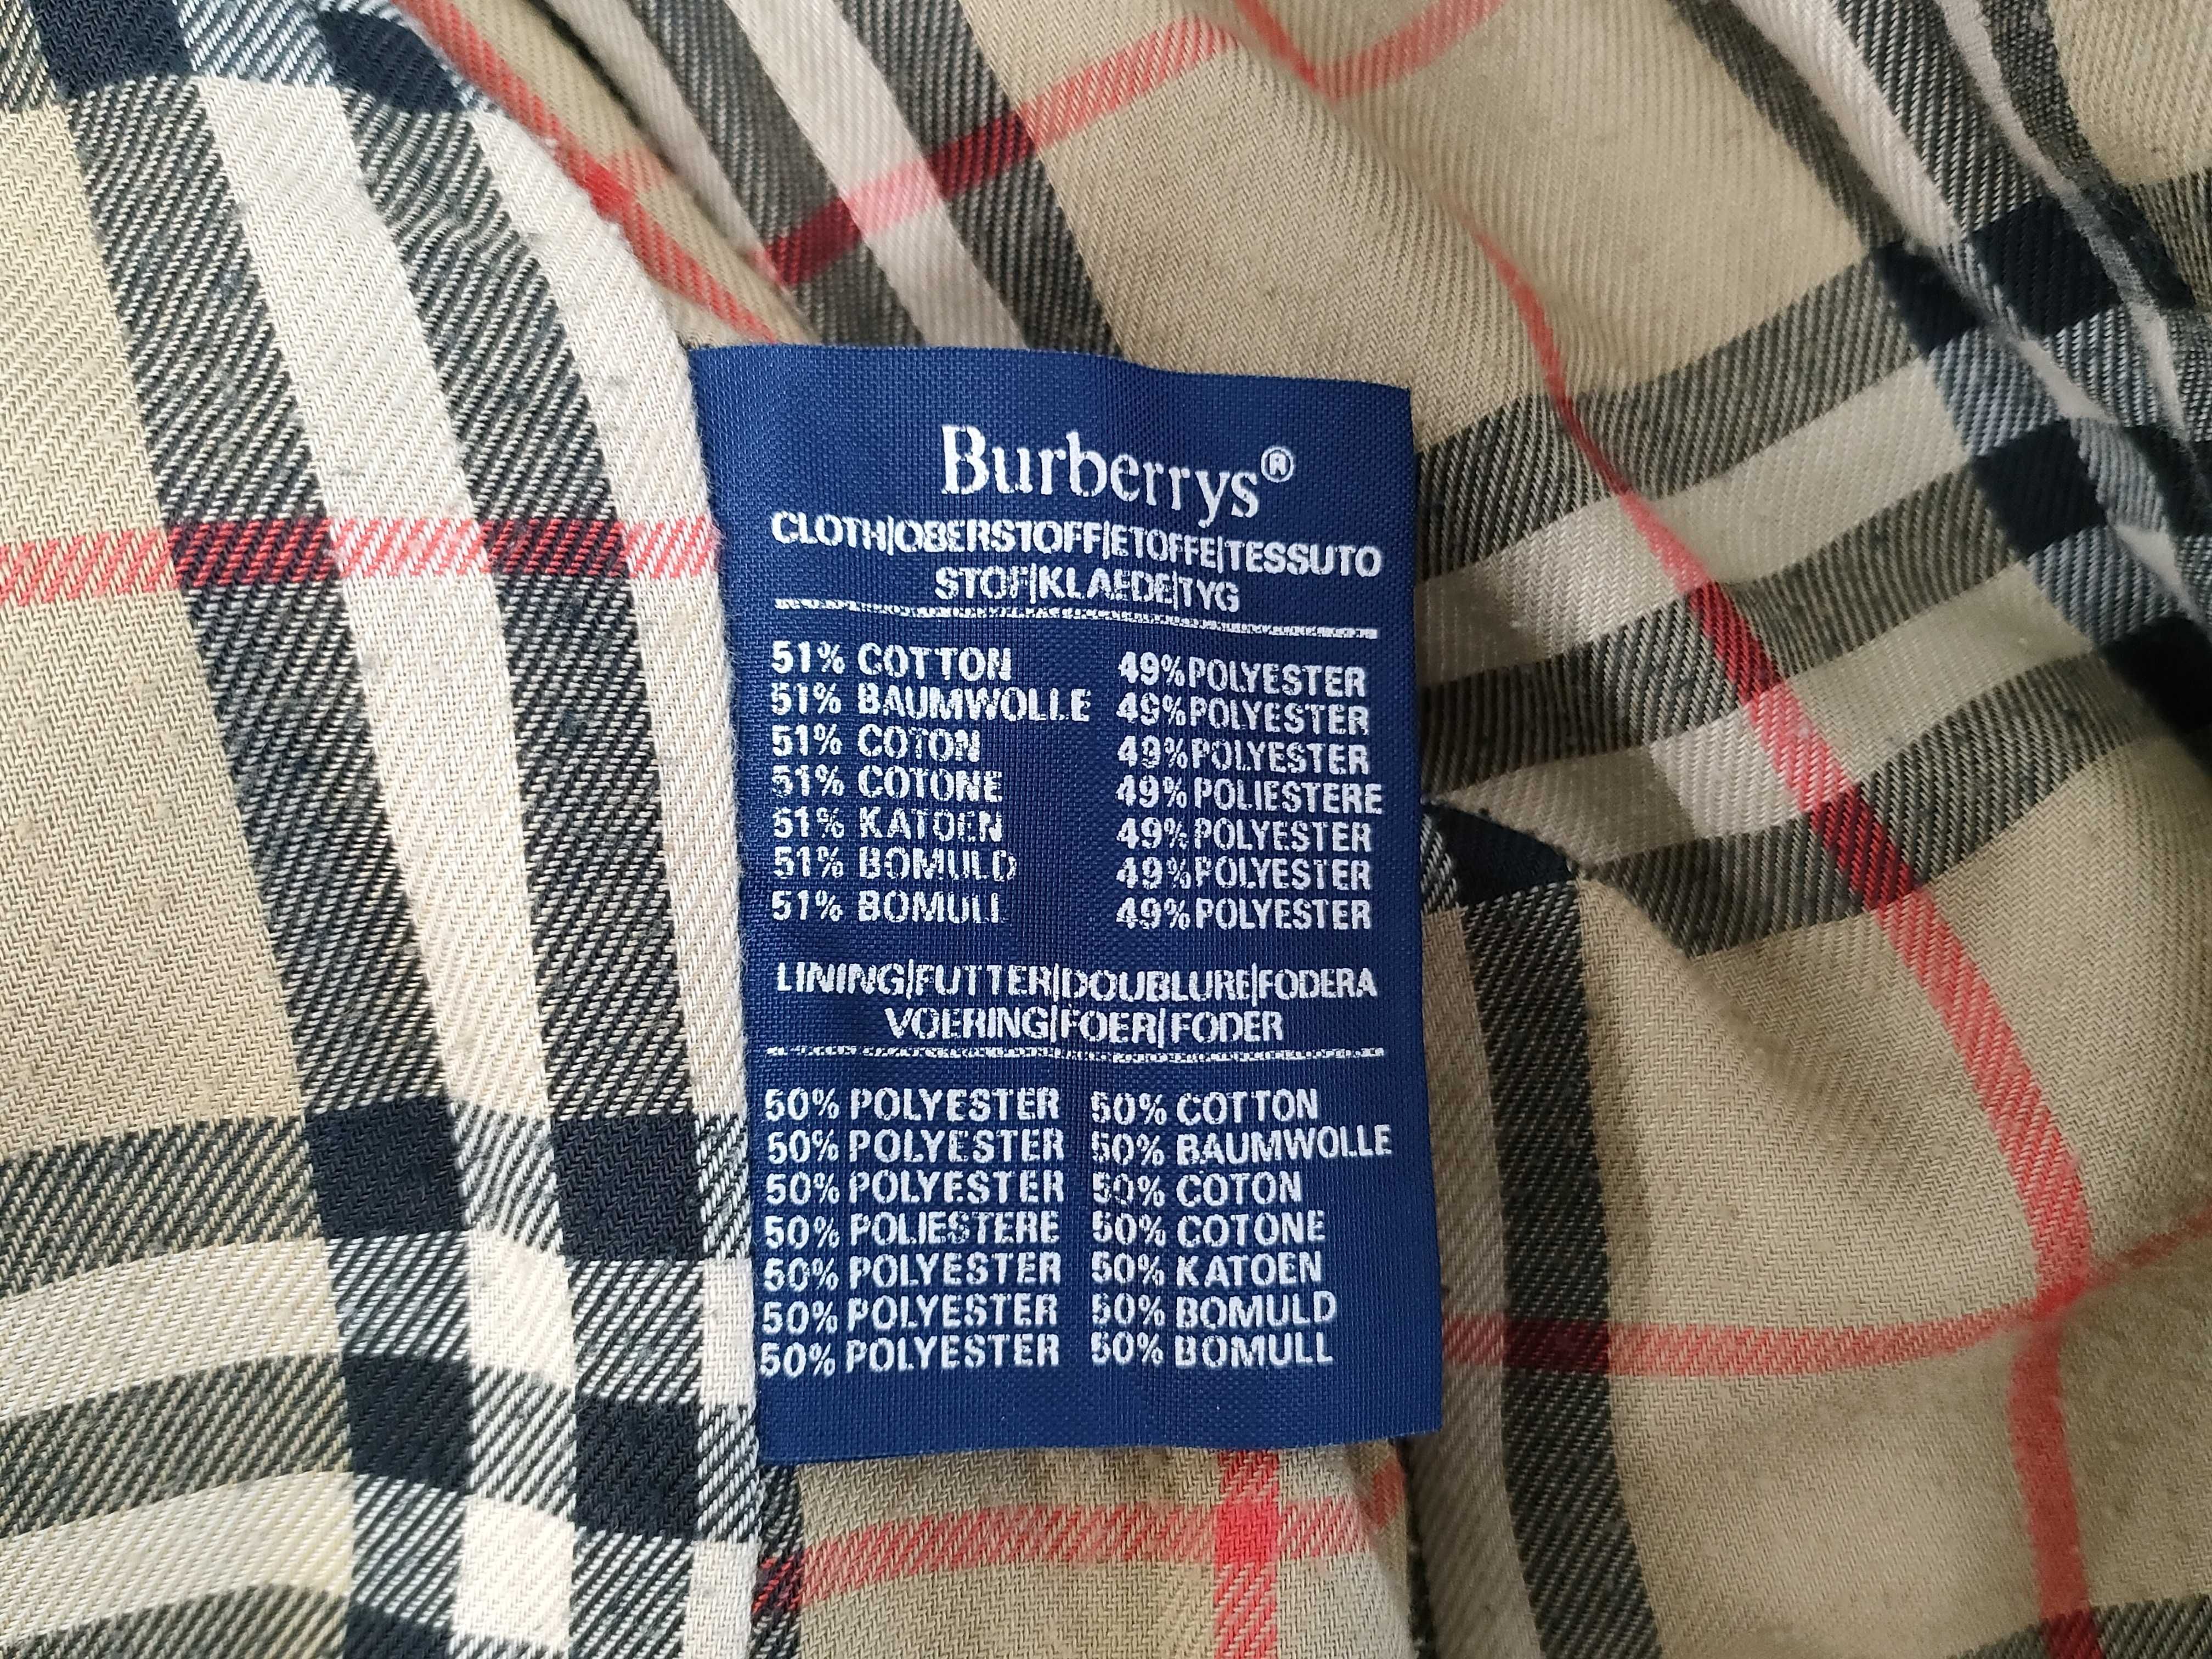 Burberrys®
CLOTH|OBERSTOFF|ETOFFE|TESSUTO
STOF|KLAEDE|TYG
51% COTTON 49% POLYESTER
51% BAUMWOLLE 49% POLYESTER
51% COTON 49% POLYESTER
51% COTONE 49% POLIESTERE
51% KATOEN 49% POLYESTER
51% BOMULD 49% POLYESTER
51% BOMULL 49% POLYESTER
LINING|FUTTER|DOUBLURE|FODERA
VOERING|FOER|FODER
50% POLYESTER 50% COTTON
50% POLYESTER 50% BAUMWOLLE
50% POLYESTER 50% COTON
50% POLIESTERE 50% COTONE
50% POLYESTER 50% KATOEN
50% POLYESTER 50% BOMULD
50% POLYESTER 50% BOMULL